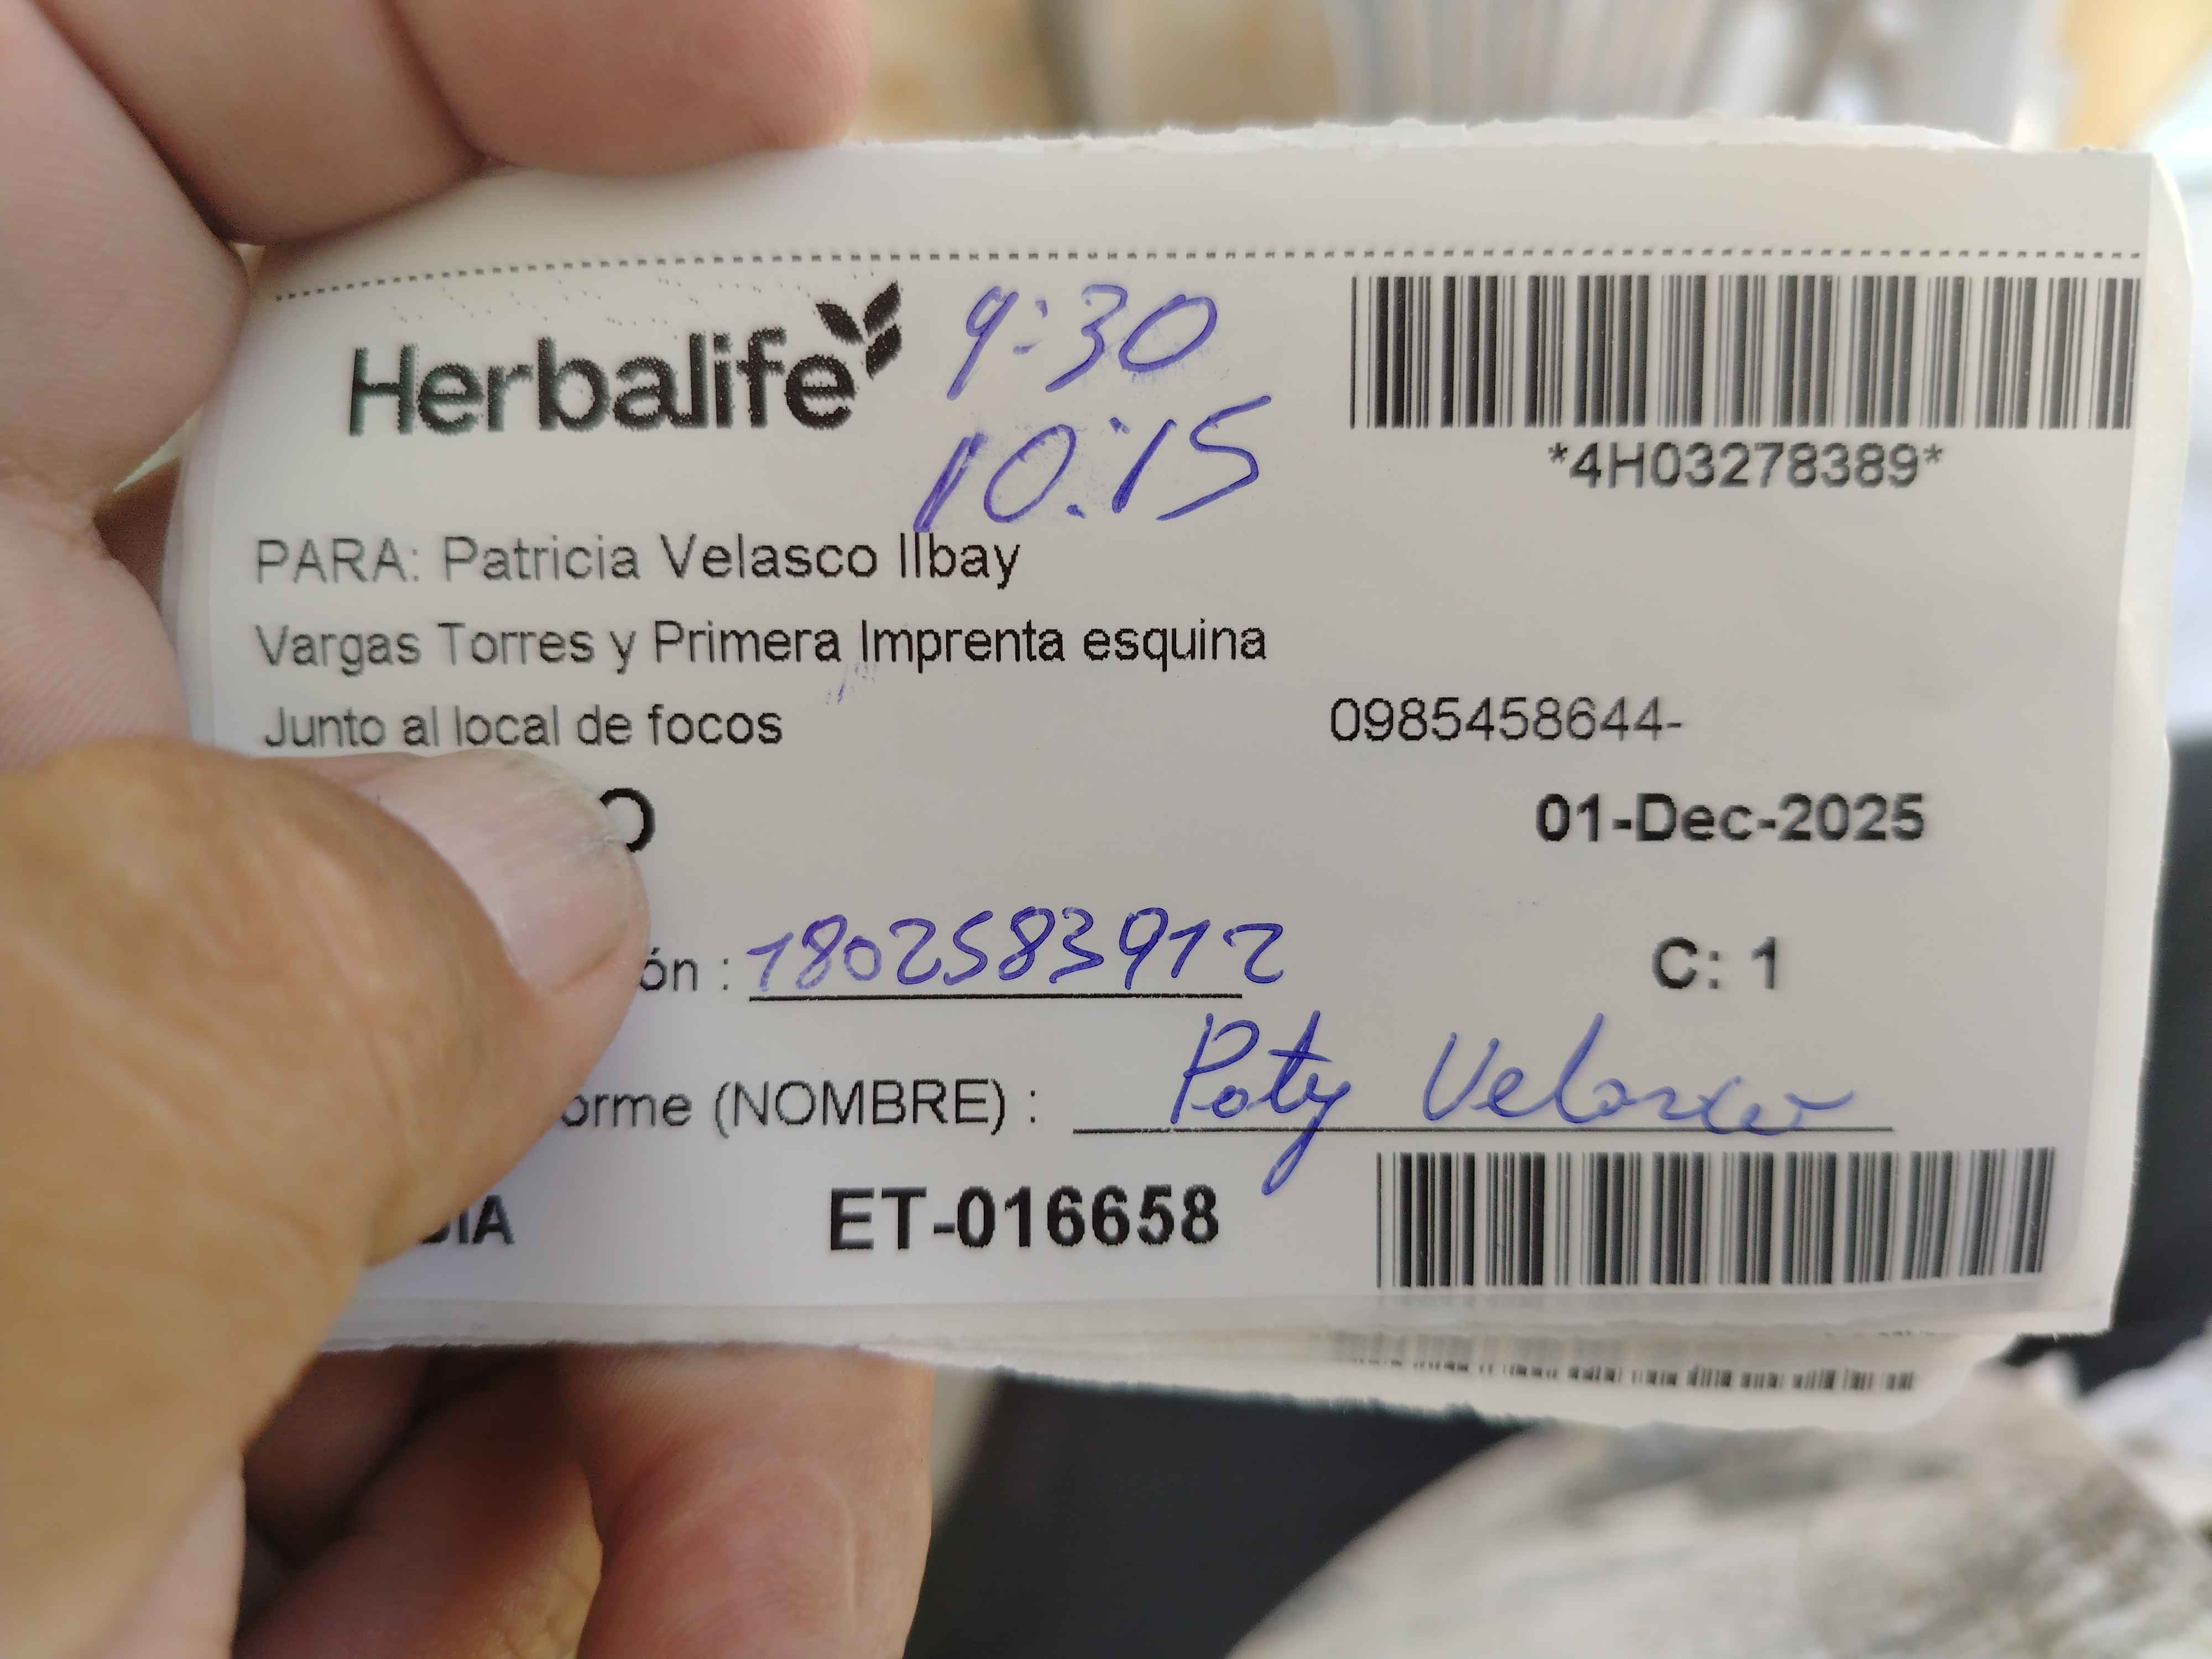 Herbalife
9:30
10:15
*4H03278389*
PARA: Patricia Velasco Ilbay
Vargas Torres y Primera Imprenta esquina
Junto al local de focos 0985458644-
O 01-Dec-2025
ón : 1802583912 C: 1
orme (NOMBRE) : Paty Velasco
ET-016658